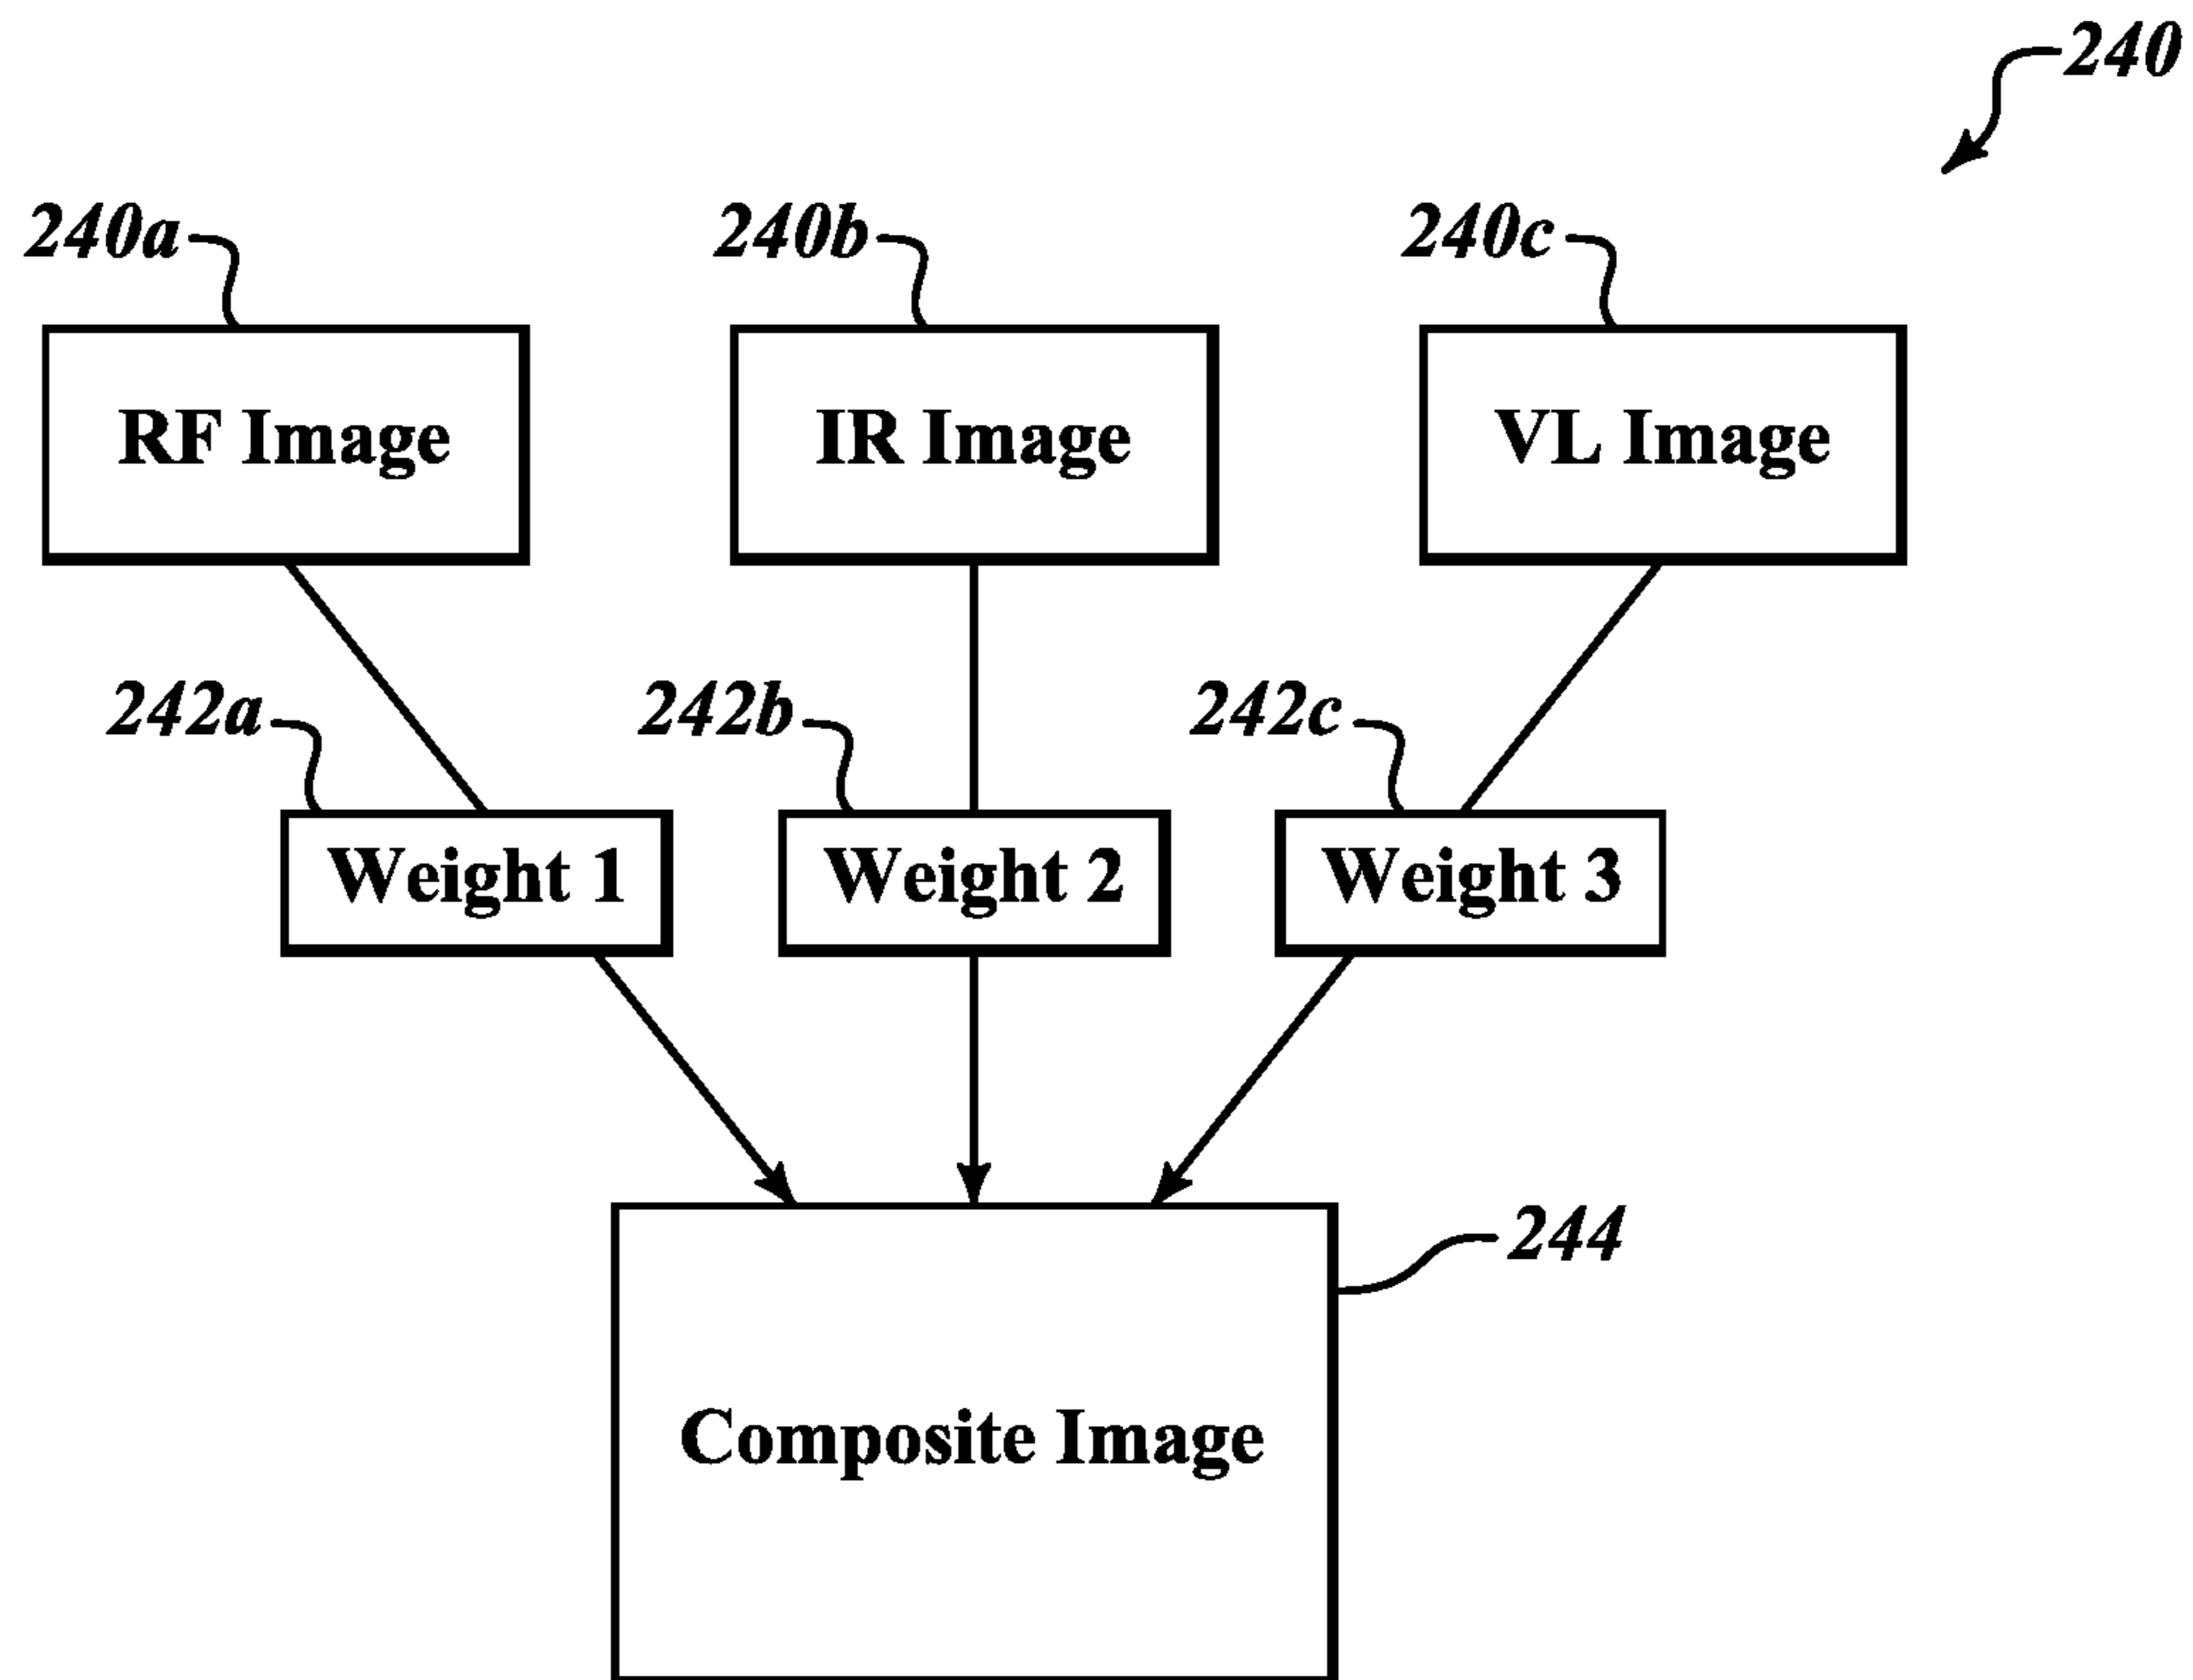 240
240a
240b
240c
RF Image
IR Image
VL Image
242a
242b
242c
Weight 1
Weight 2
Weight 3
244
Composite Image